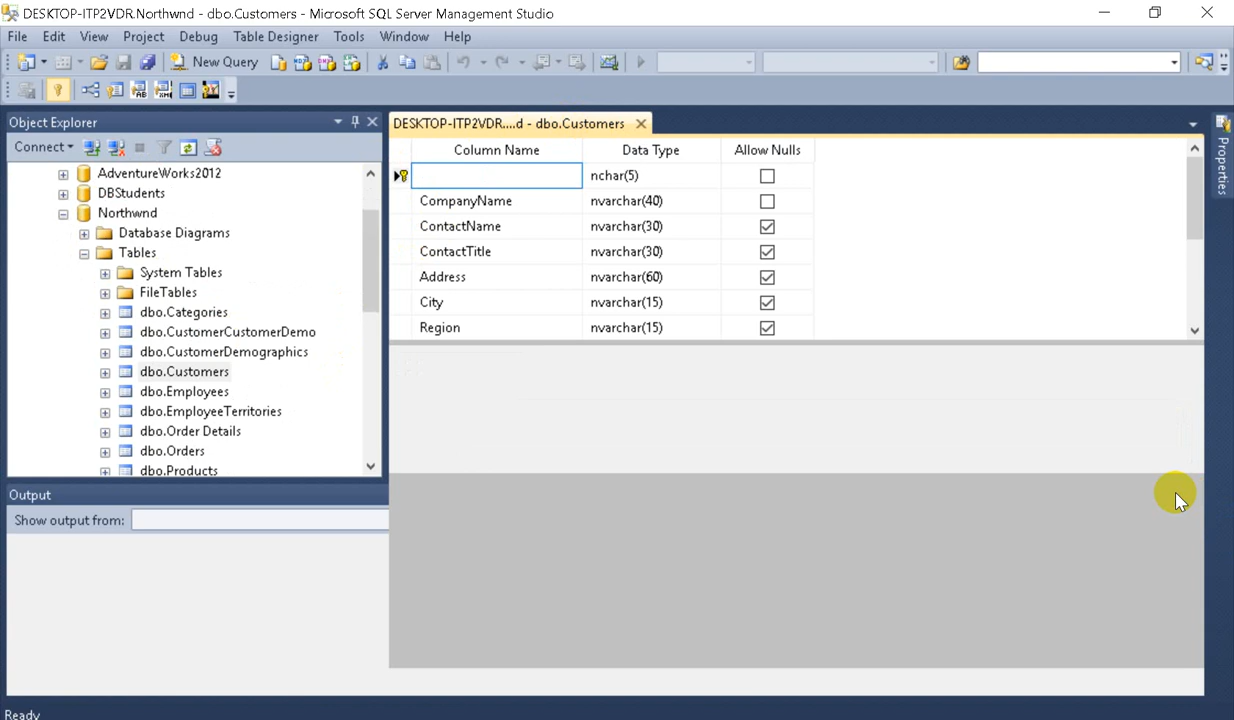 DESKTOP-ITP2VDR.Northwnd - dbo.Customers - Microsoft SQL Server Management Studio
File Edit View Project Debug Table Designer Tools Window Help
New Query
Object Explorer
Connect
AdventureWorks2012
DBStudents
Northwnd
Database Diagrams
Tables
System Tables
FileTables
dbo.Categories
dbo.CustomerCustomerDemo
dbo.CustomerDemographics
dbo.Customers
dbo.Employees
dbo.EmployeeTerritories
dbo.Order Details
dbo.Orders
dbo.Products
Output
Show output from:
DESKTOP-ITP2VDR....d - dbo.Customers
Column Name Data Type Allow Nulls
nchar(5)
CompanyName nvarchar(40)
ContactName nvarchar(30)
ContactTitle nvarchar(30)
Address nvarchar(60)
City nvarchar(15)
Region nvarchar(15)
Properties
Ready